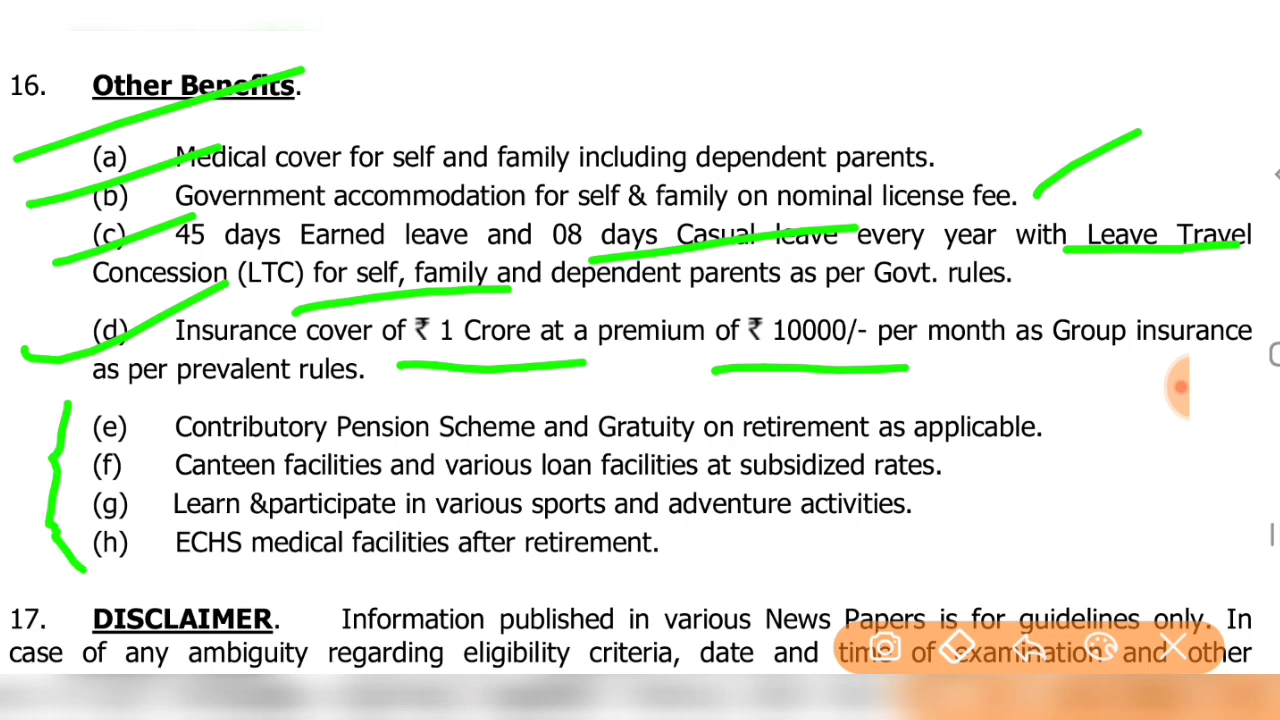 16. Other Benefits.
(a) Medical cover for self and family including dependent parents.
(b) Government accommodation for self & family on nominal license fee.
(c) 45 days Earned leave and 08 days Casual leave every year with Leave Travel
Concession (LTC) for self, family and dependent parents as per Govt. rules.
(d) Insurance cover of ₹ 1 Crore at a premium of ₹ 10000/- per month as Group insurance
as per prevalent rules.
(e) Contributory Pension Scheme and Gratuity on retirement as applicable.
(f) Canteen facilities and various loan facilities at subsidized rates.
(g) Learn &participate in various sports and adventure activities.
(h) ECHS medical facilities after retirement.
17. DISCLAIMER. Information published in various News Papers is for guidelines only. In
case of any ambiguity regarding eligibility criteria, date and time of examination and other